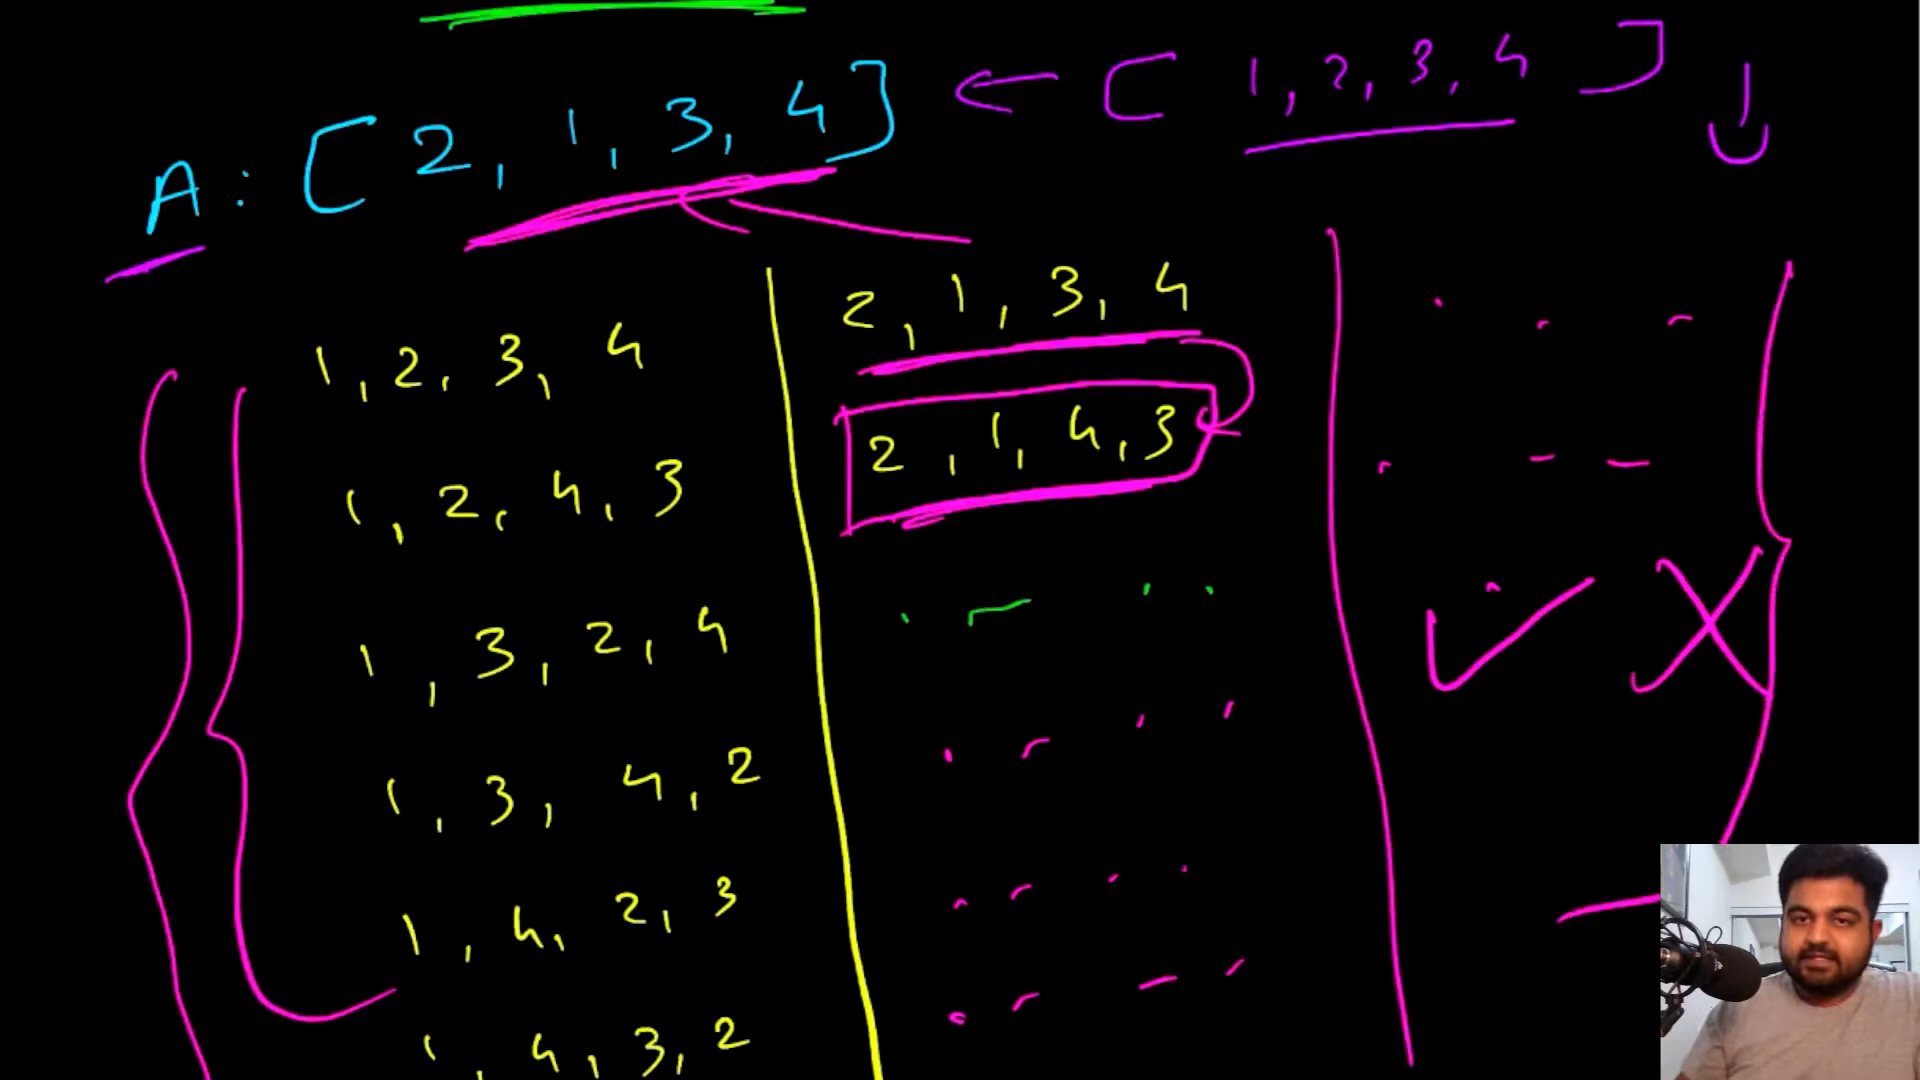 A: [2, 1, 3, 4] ← [1, 2, 3, 4]
1, 2, 3, 4
1, 2, 4, 3
1, 3, 2, 4
1, 3, 4, 2
1, 4, 2, 3
1, 4, 3, 2
2, 1, 3, 4
2, 1, 4, 3